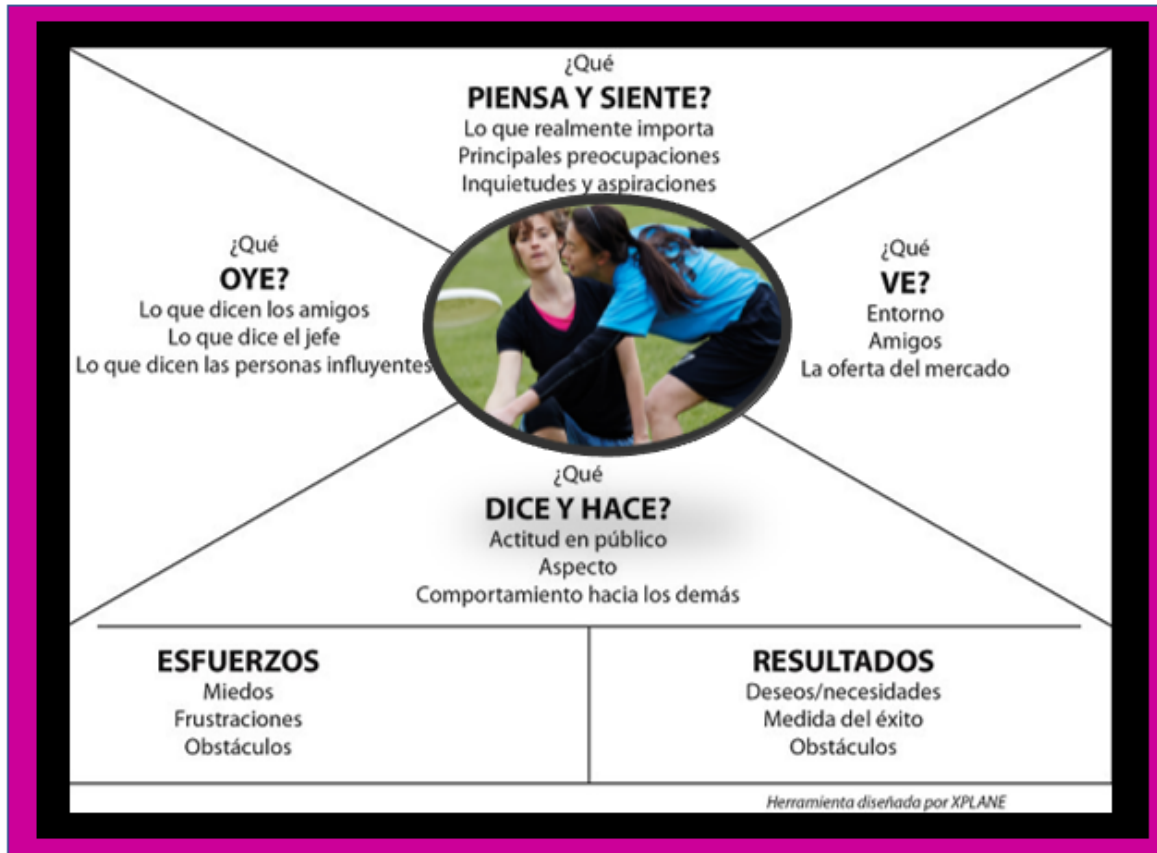 ¿Qué
PIENSA Y SIENTE?
Lo que realmente importa
Principales preocupaciones
Inquietudes y aspiraciones
¿Qué
OYE?
Lo que dicen los amigos
Lo que dice el jefe
Lo que dicen las personas influyentes
¿Qué
VE?
Entorno
Amigos
La oferta del mercado
¿Qué
DICE Y HACE?
Actitud en público
Aspecto
Comportamiento hacia los demás
ESFUERZOS
Miedos
Frustraciones
Obstáculos
RESULTADOS
Deseos/necesidades
Medida del éxito
Obstáculos
Herramienta diseñada por XPLANE